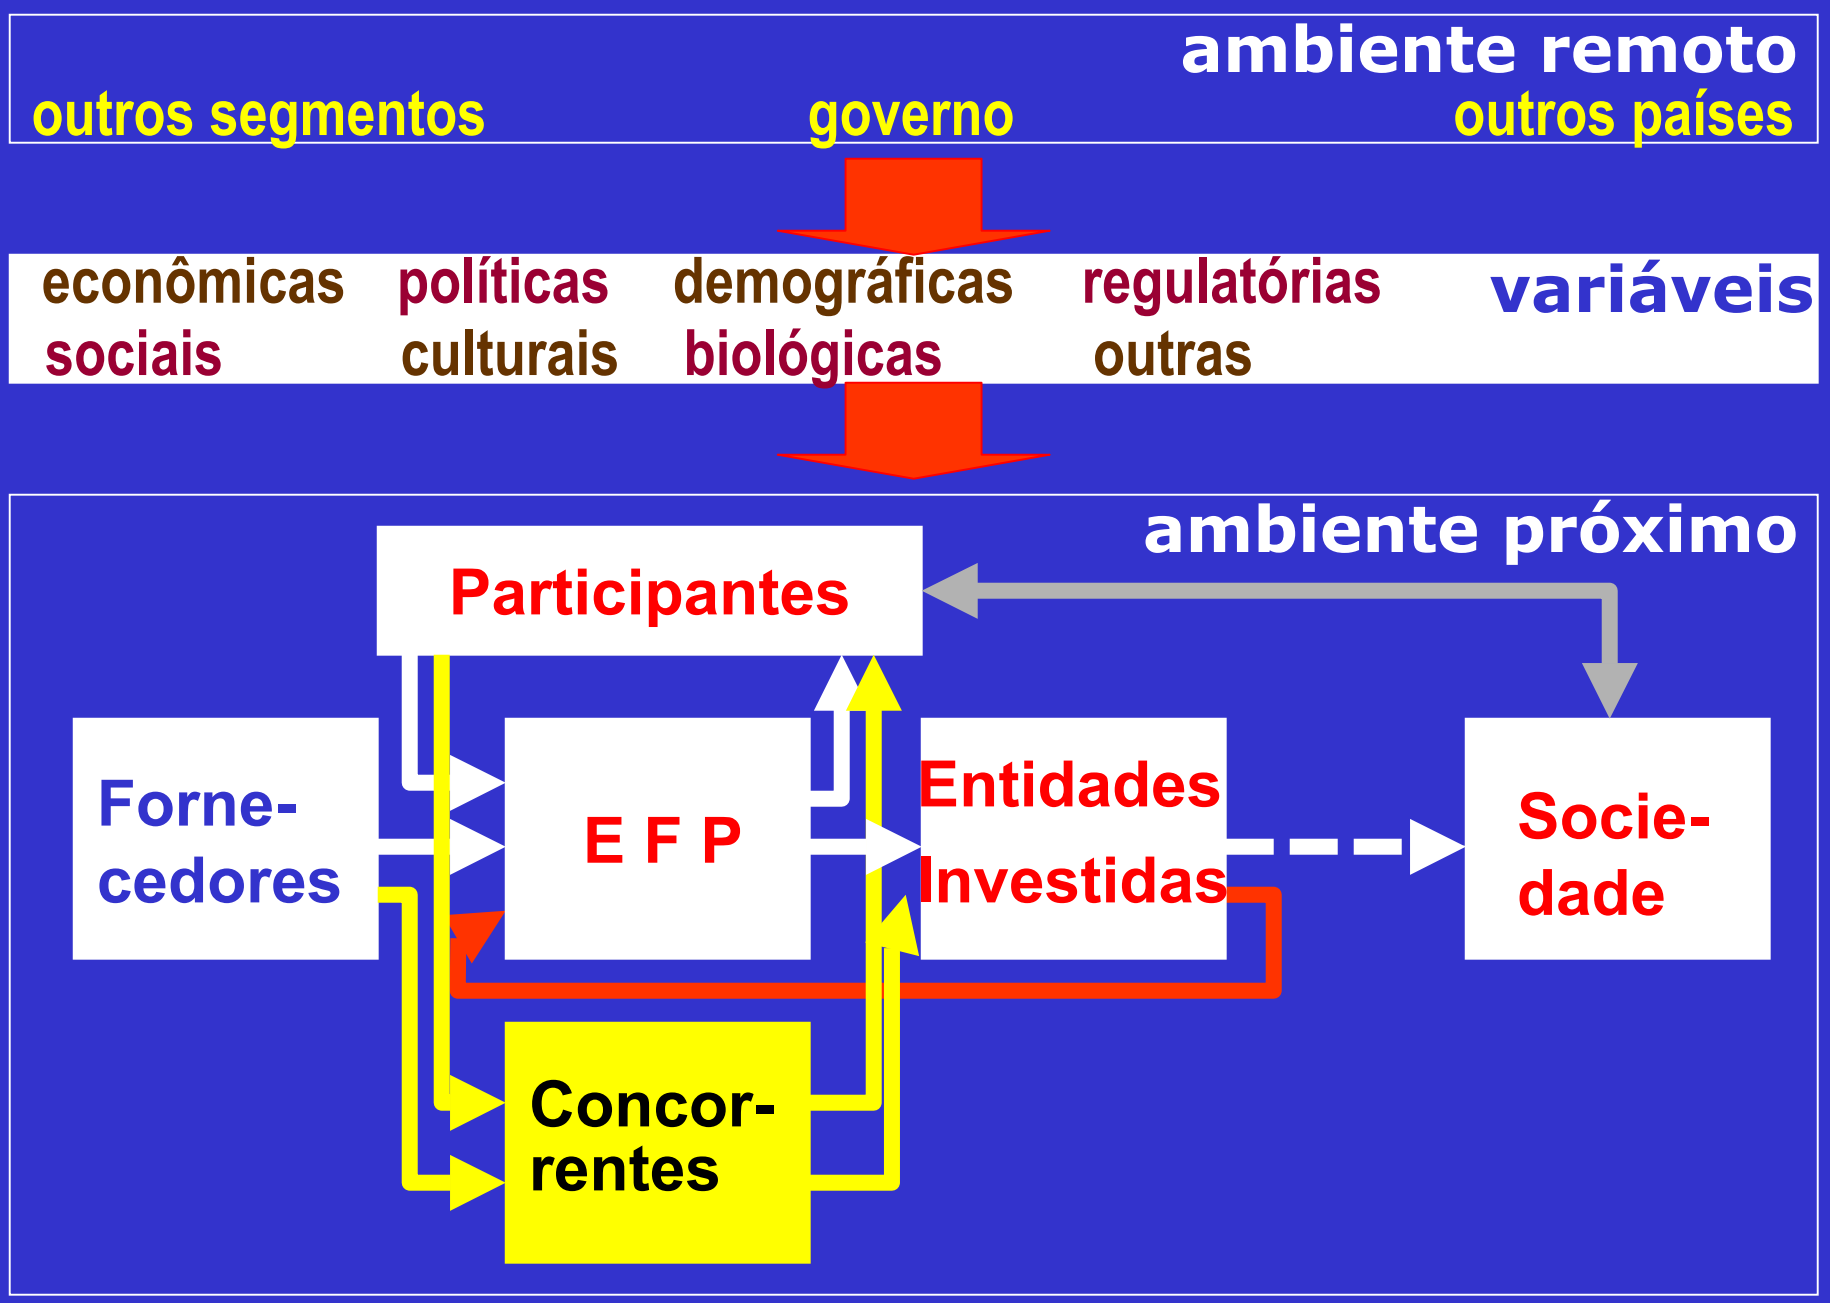 ambiente remoto
outros segmentos governo outros países
econômicas políticas demográficas regulatórias variáveis
sociais culturais biológicas outras
ambiente próximo
Participantes
Forne-
cedores
E F P
Entidades
Investidas
Socie-
dade
Concor-
rentes